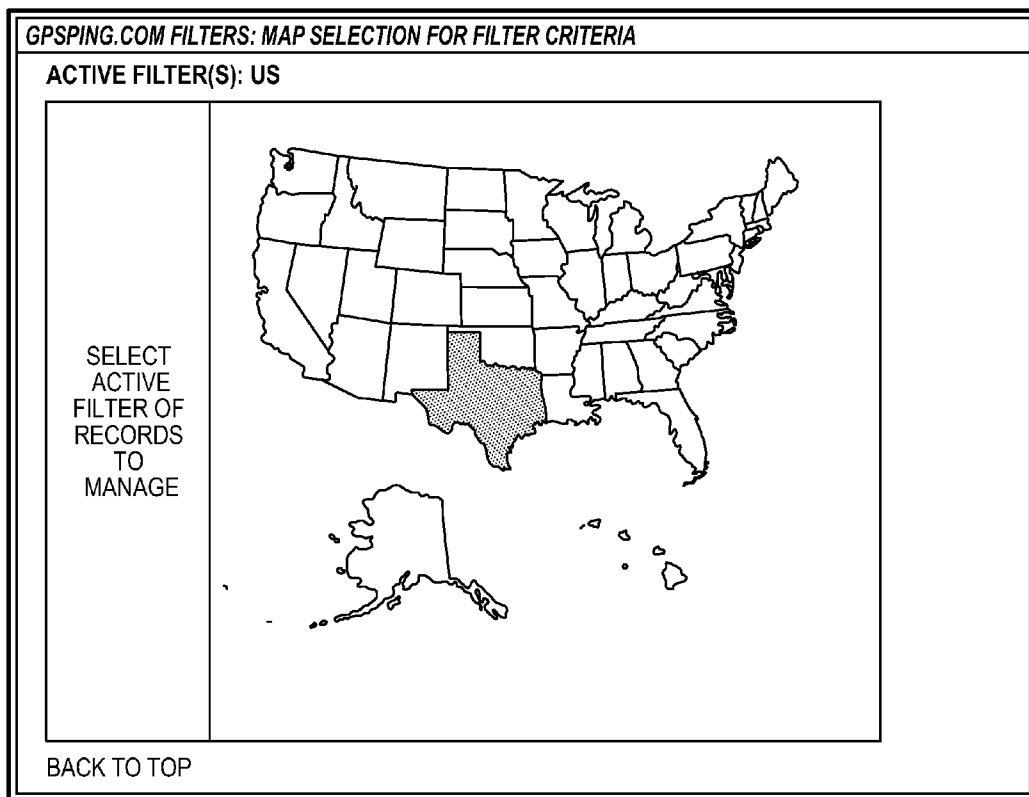 GPSPING.COM FILTERS: MAP SELECTION FOR FILTER CRITERIA
ACTIVE FILTER(S): US
SELECT
ACTIVE
FILTER OF
RECORDS
TO
MANAGE
BACK TO TOP